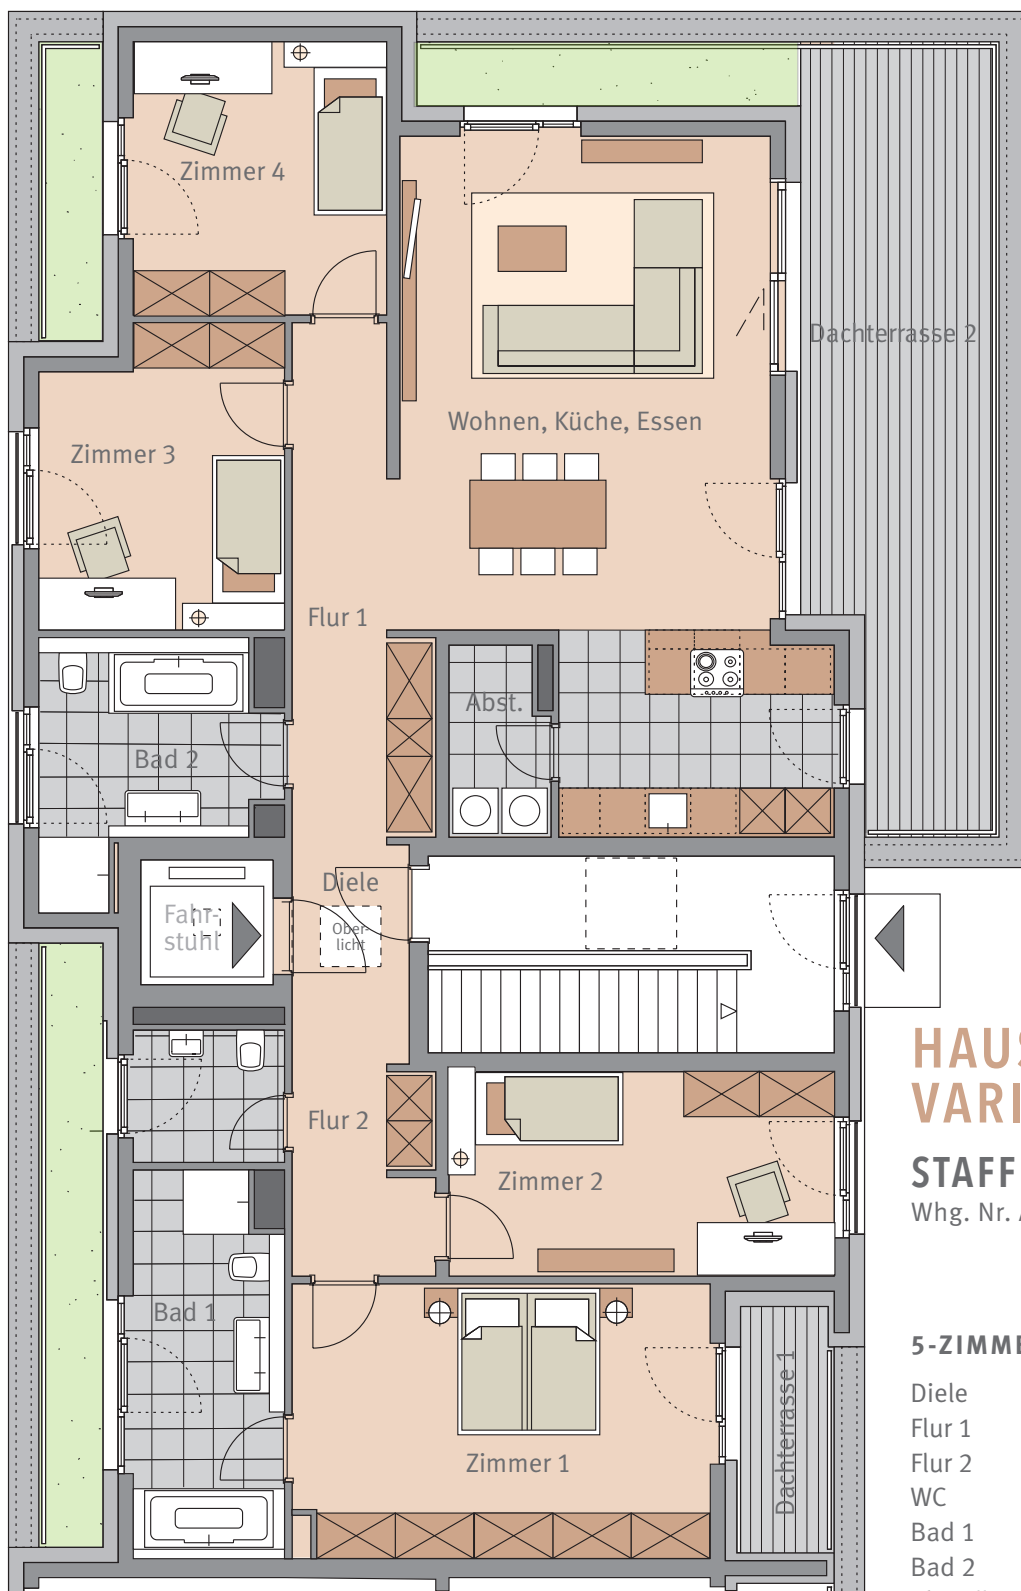 Zimmer 4
Dachterrasse 2
Wohnen, Küche, Essen
Zimmer 3
Flur 1
Abst.
Bad 2
Diele
Fahr-
stuhl
Ober-
licht
HAUS
VARI
Flur 2
STAFF
Zimmer 2
Whg. Nr.
Bad 1
5-ZIMME
Dachterrasse 1
Diele
Flur 1
Zimmer 1
Flur 2
WC
Bad 1
Bad 2